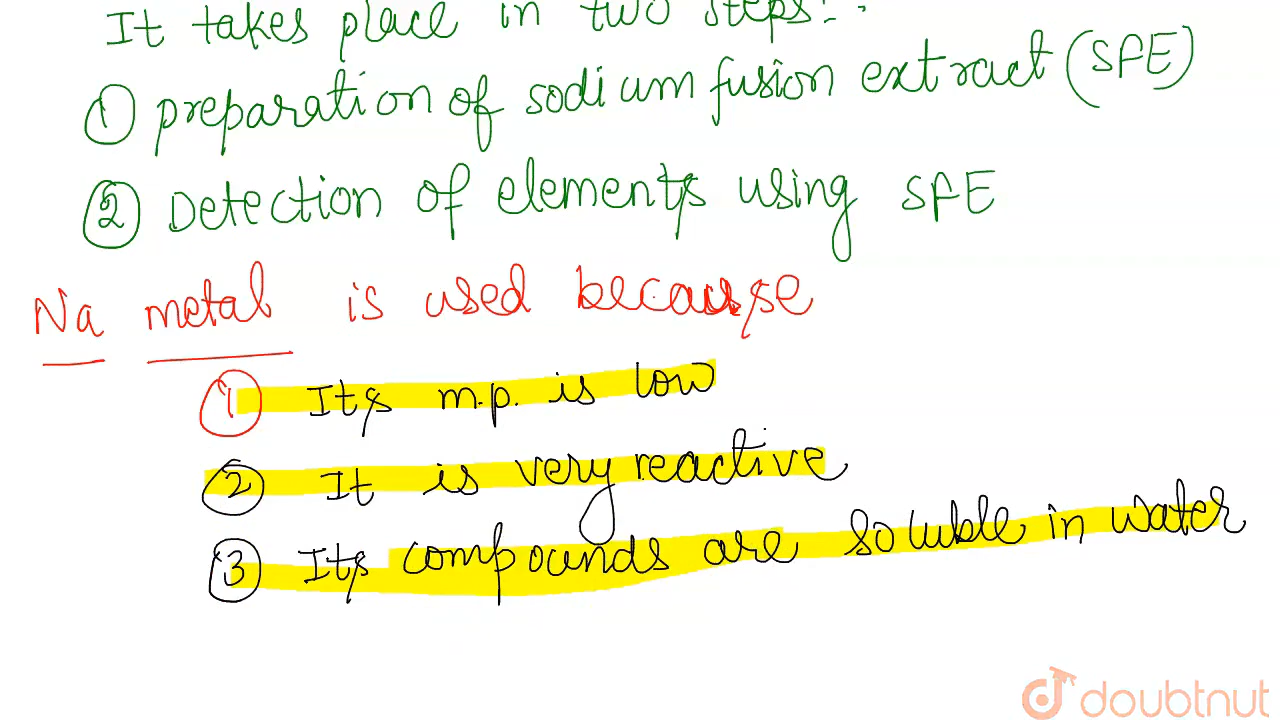 It takes place in two steps:-
① preparation of sodium fusion extract (SFE)
② Detection of elements using SFE
Na metal is used because
① Its m.p. is low
② It is very reactive
③ Its compounds are soluble in water
doubtnut